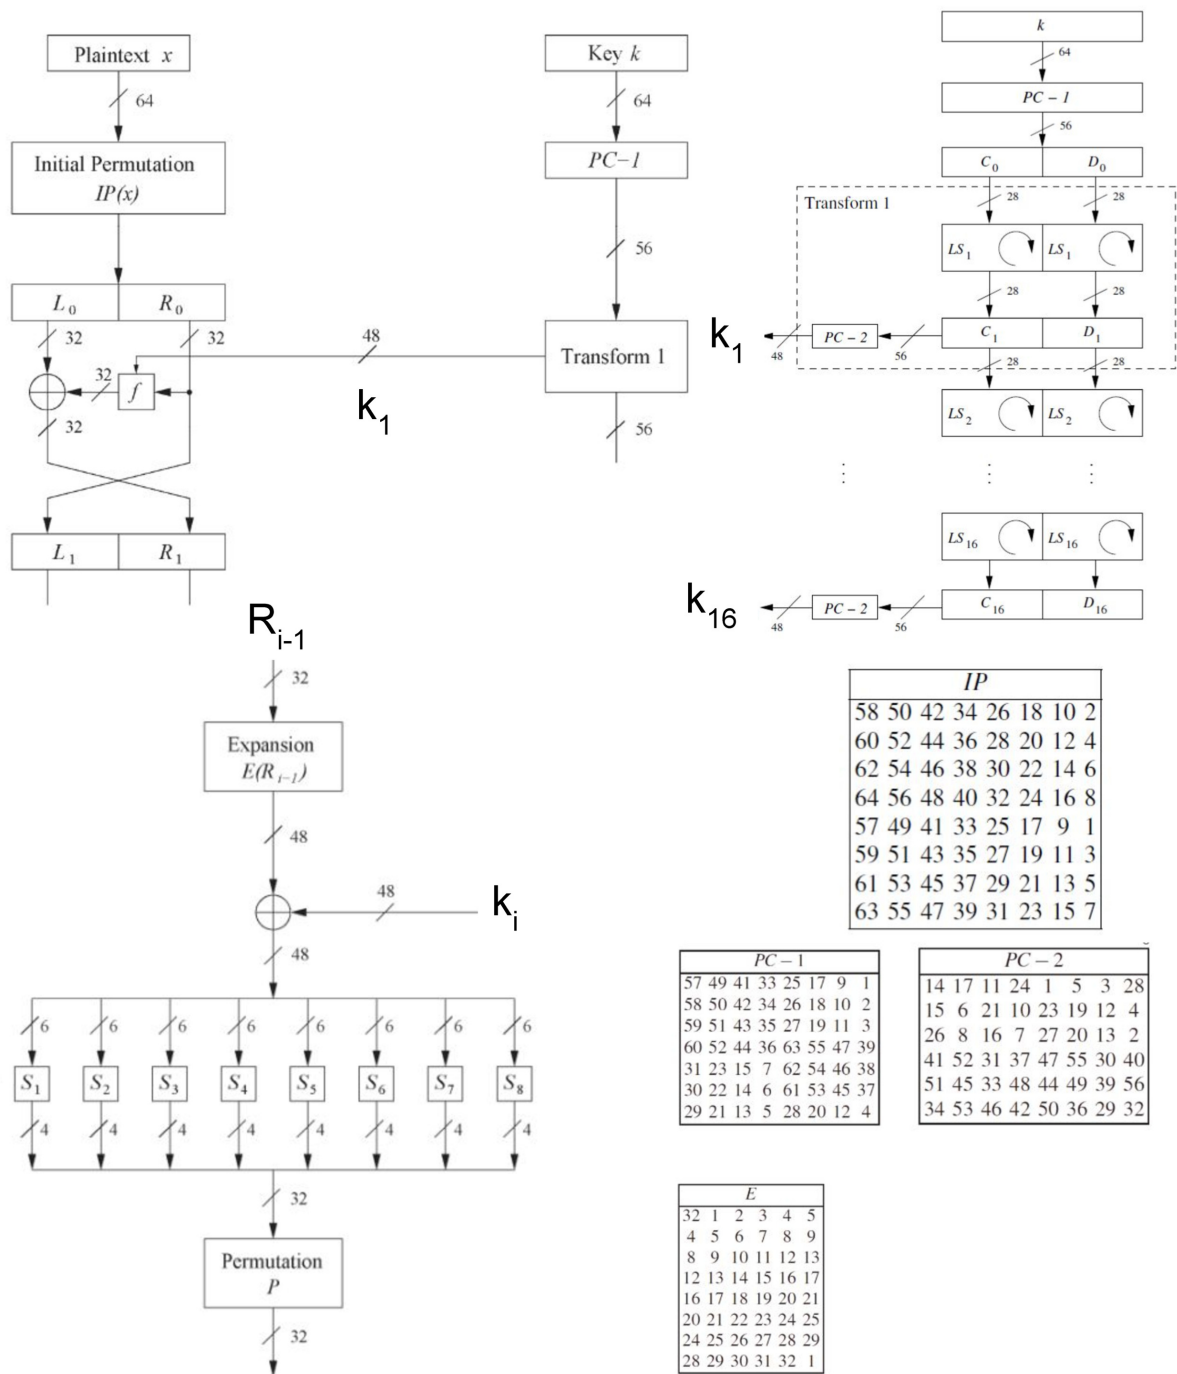 Plaintext x
64
Initial Permutation
IP(x)
L0 R0
32 32
32 f
32
L1 R1
k1
48
Key k
64
PC–1
56
Transform 1
56
k
64
PC – 1
56
C0 D0
28 28
Transform 1
LS1 LS1
28 28
k1 48 PC – 2 56 C1 D1
28 28
LS2 LS2
LS16 LS16
k16 48 PC – 2 56 C16 D16
Ri-1
32
Expansion
E(Ri–1)
48
48 ki
48
6 6 6 6 6 6 6 6
S1 S2 S3 S4 S5 S6 S7 S8
4 4 4 4 4 4 4 4
32
Permutation
P
32
IP
58 50 42 34 26 18 10 2
60 52 44 36 28 20 12 4
62 54 46 38 30 22 14 6
64 56 48 40 32 24 16 8
57 49 41 33 25 17 9 1
59 51 43 35 27 19 11 3
61 53 45 37 29 21 13 5
63 55 47 39 31 23 15 7
PC – 1
57 49 41 33 25 17 9 1
58 50 42 34 26 18 10 2
59 51 43 35 27 19 11 3
60 52 44 36 63 55 47 39
31 23 15 7 62 54 46 38
30 22 14 6 61 53 45 37
29 21 13 5 28 20 12 4
PC – 2
14 17 11 24 1 5 3 28
15 6 21 10 23 19 12 4
26 8 16 7 27 20 13 2
41 52 31 37 47 55 30 40
51 45 33 48 44 49 39 56
34 53 46 42 50 36 29 32
E
32 1 2 3 4 5
4 5 6 7 8 9
8 9 10 11 12 13
12 13 14 15 16 17
16 17 18 19 20 21
20 21 22 23 24 25
24 25 26 27 28 29
28 29 30 31 32 1